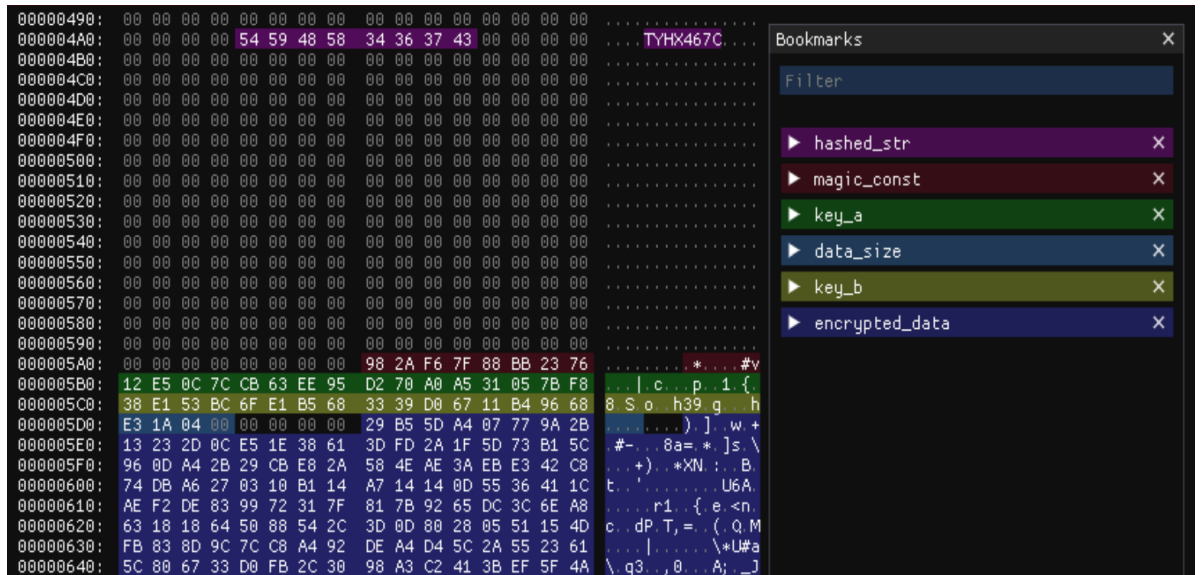 00000490: 00 00 00 00 00 00 00 00 00 00 00 00 00 00 00 00 ................
000004A0: 00 00 00 00 54 59 48 58 34 36 37 43 00 00 00 00 ....TYHX467C....
000004B0: 00 00 00 00 00 00 00 00 00 00 00 00 00 00 00 00 ................
000004C0: 00 00 00 00 00 00 00 00 00 00 00 00 00 00 00 00 ................
000004D0: 00 00 00 00 00 00 00 00 00 00 00 00 00 00 00 00 ................
000004E0: 00 00 00 00 00 00 00 00 00 00 00 00 00 00 00 00 ................
000004F0: 00 00 00 00 00 00 00 00 00 00 00 00 00 00 00 00 ................
00000500: 00 00 00 00 00 00 00 00 00 00 00 00 00 00 00 00 ................
00000510: 00 00 00 00 00 00 00 00 00 00 00 00 00 00 00 00 ................
00000520: 00 00 00 00 00 00 00 00 00 00 00 00 00 00 00 00 ................
00000530: 00 00 00 00 00 00 00 00 00 00 00 00 00 00 00 00 ................
00000540: 00 00 00 00 00 00 00 00 00 00 00 00 00 00 00 00 ................
00000550: 00 00 00 00 00 00 00 00 00 00 00 00 00 00 00 00 ................
00000560: 00 00 00 00 00 00 00 00 00 00 00 00 00 00 00 00 ................
00000570: 00 00 00 00 00 00 00 00 00 00 00 00 00 00 00 00 ................
00000580: 00 00 00 00 00 00 00 00 00 00 00 00 00 00 00 00 ................
00000590: 00 00 00 00 00 00 00 00 00 00 00 00 00 00 00 00 ................
000005A0: 00 00 00 00 00 00 00 00 98 2A F6 7F 88 BB 23 76 .........*....#v
000005B0: 12 E5 0C 7C CB 63 EE 95 D2 70 A0 A5 31 05 7B F8 ...|.c...p..1.{.
000005C0: 38 E1 53 BC 6F E1 B5 68 33 39 D0 67 11 B4 96 68 8.S.o..h39.g...h
000005D0: E3 1A 04 00 00 00 00 00 29 B5 5D A4 07 77 9A 2B ........).]..w.+
000005E0: 13 23 2D 0C E5 1E 38 61 3D FD 2A 1F 5D 73 B1 5C .#-...8a=.*.]s.\
000005F0: 96 0D A4 2B 29 CB E8 2A 58 4E AE 3A EB E3 42 C8 ...+)..*XN.:..B.
00000600: 74 DB A6 27 03 10 B1 14 A7 14 14 0D 55 36 41 1C t..'........U6A.
00000610: AE F2 DE 83 99 72 31 7F 81 7B 92 65 DC 3C 6E A8 .....r1..{.e.<n.
00000620: 63 18 18 64 50 88 54 2C 3D 0D 80 28 05 51 15 4D c..dP.T,=..(.Q.M
00000630: FB 83 8D 9C 7C C8 A4 92 DE A4 D4 5C 2A 55 23 61 ....|......\*U#a
00000640: 5C 80 67 33 D0 FB 2C 30 98 A3 C2 41 3B EF 5F 4A \.g3..,0...A;._J
Bookmarks
Filter
hashed_str
magic_const
key_a
data_size
key_b
encrypted_data